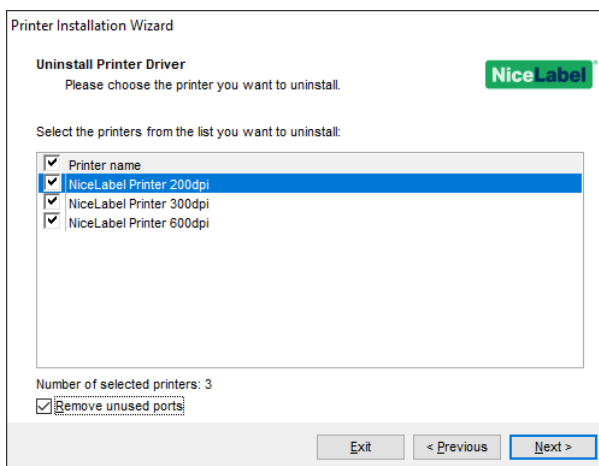 Printer Installation Wizard
Uninstall Printer Driver
Please choose the printer you want to uninstall.
NiceLabel®
Select the printers from the list you want to uninstall:
Printer name
NiceLabel Printer 200dpi
NiceLabel Printer 300dpi
NiceLabel Printer 600dpi
Number of selected printers: 3
Remove unused ports
Exit
< Previous
Next >